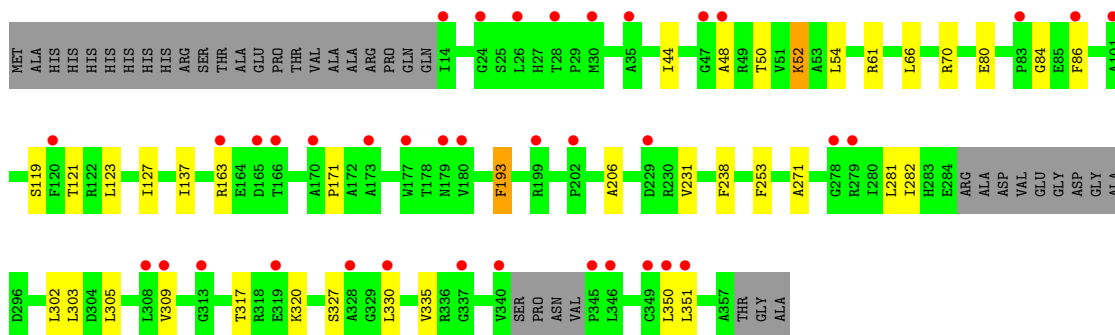 MET ALA HIS HIS HIS HIS HIS HIS HIS ARG SER THR ALA GLU PRO THR VAL ALA ALA ARG PRO GLN GLN I14 G24 S25 L26 H27 T28 P29 M30 A35 I44 G47 A48 R49 T50 V51 K52 A53 L54 R61 L66 R70 E80 P83 G84 E85 F86 A101
S119 F120 T121 R122 L123 I127 I137 R163 E164 D165 T166 A170 P171 A172 A173 W177 T178 N179 V180 F193 R199 P202 A206 D229 R230 V231 F238 F253 A271 G278 R279 I280 L281 I282 H283 E284 ARG ALA ASP VAL GLU GLY ASP GLY ALA
D296 L302 L303 D304 L305 L308 V309 G313 T317 R318 E319 K320 S327 A328 G329 L330 V335 R336 G337 V340 SER PRO ASN VAL P345 L346 C349 L350 L351 A357 THR GLY ALA